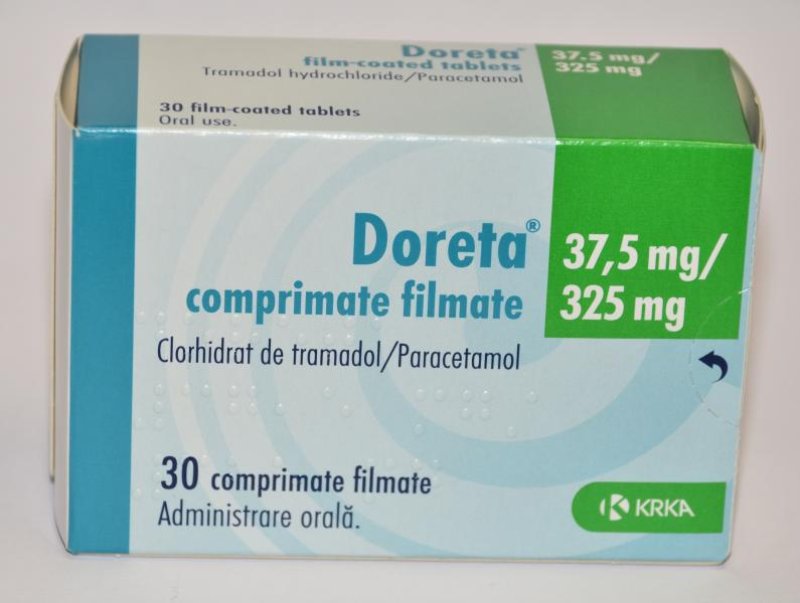 Doreta®
film-coated tablets
Tramadol hydrochloride/Paracetamol
37.5 mg/
325 mg
30 film-coated tablets
Oral use.
Doreta®
comprimate filmate
Clorhidrat de tramadol/Paracetamol
37,5 mg/
325 mg
30 comprimate filmate
Administrare orală.
KRKA